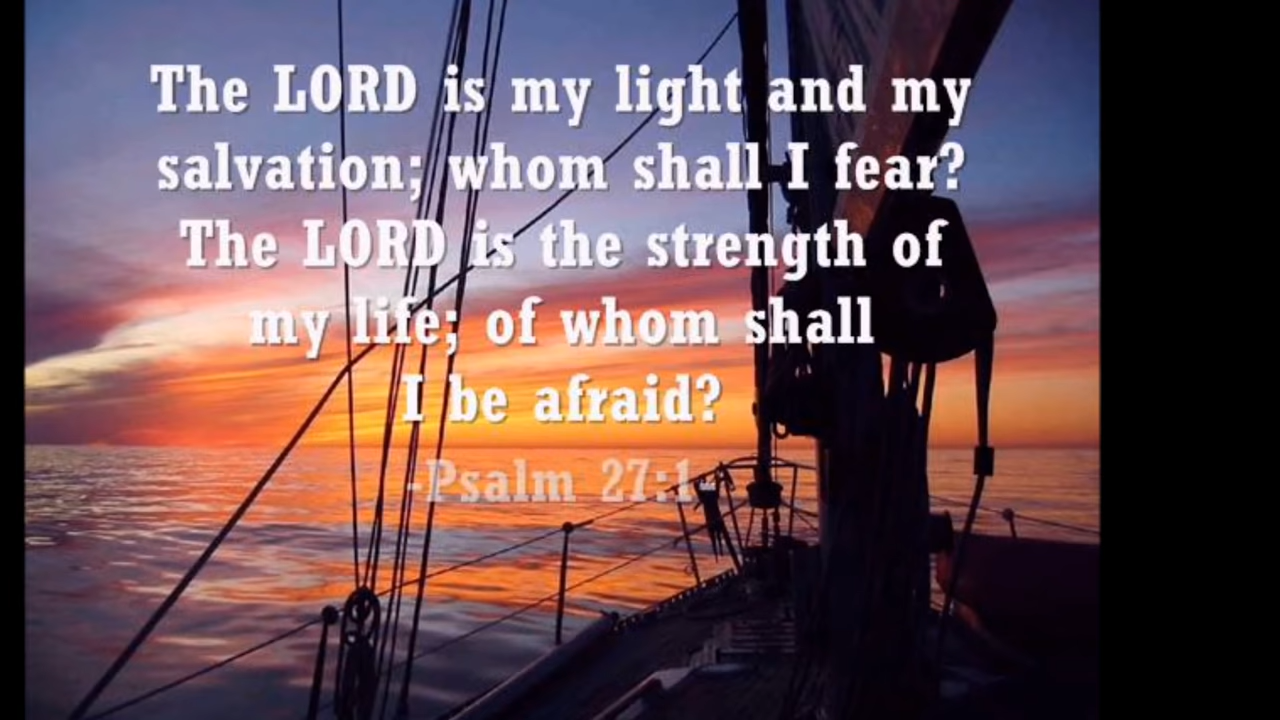 The LORD is my light and my
salvation; whom shall I fear?
The LORD is the strength of
my life; of whom shall
I be afraid?
-Psalm 27:1-